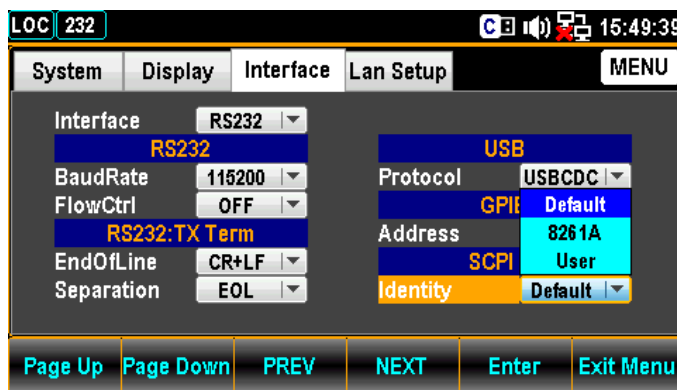 LOC 232 C 15:49:39
System Display Interface Lan Setup MENU
Interface RS232
RS232
BaudRate 115200
FlowCtrl OFF
RS232:TX Term
EndOfLine CR+LF
Separation EOL
USB
Protocol USBCDC
GPIB
Address
SCPI
Identity Default
Default
8261A
User
Page Up Page Down PREV NEXT Enter Exit Menu